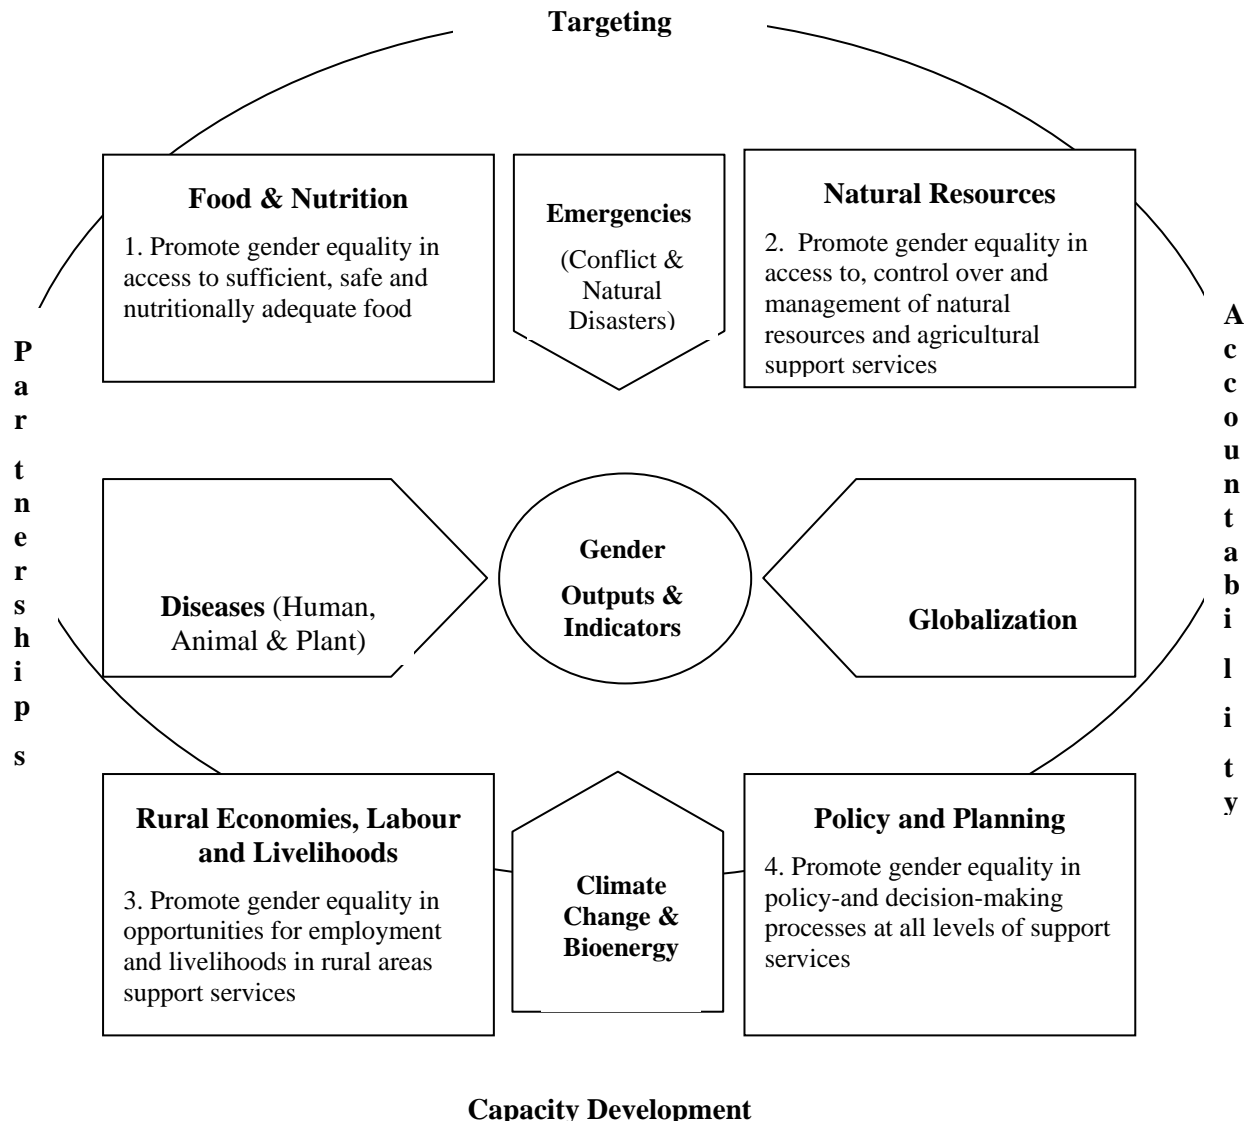 Targeting
Food & Nutrition
1. Promote gender equality in
access to sufficient, safe and
nutritionally adequate food
Emergencies
(Conflict &
Natural
Disasters)
Natural Resources
2. Promote gender equality in
access to, control over and
management of natural
resources and agricultural
support services
Partnerships
Accountability
Diseases (Human,
Animal & Plant)
Gender
Outputs &
Indicators
Globalization
Rural Economies, Labour
and Livelihoods
3. Promote gender equality in
opportunities for employment
and livelihoods in rural areas
support services
Climate
Change &
Bioenergy
Policy and Planning
4. Promote gender equality in
policy-and decision-making
processes at all levels of support
services
Capacity Development